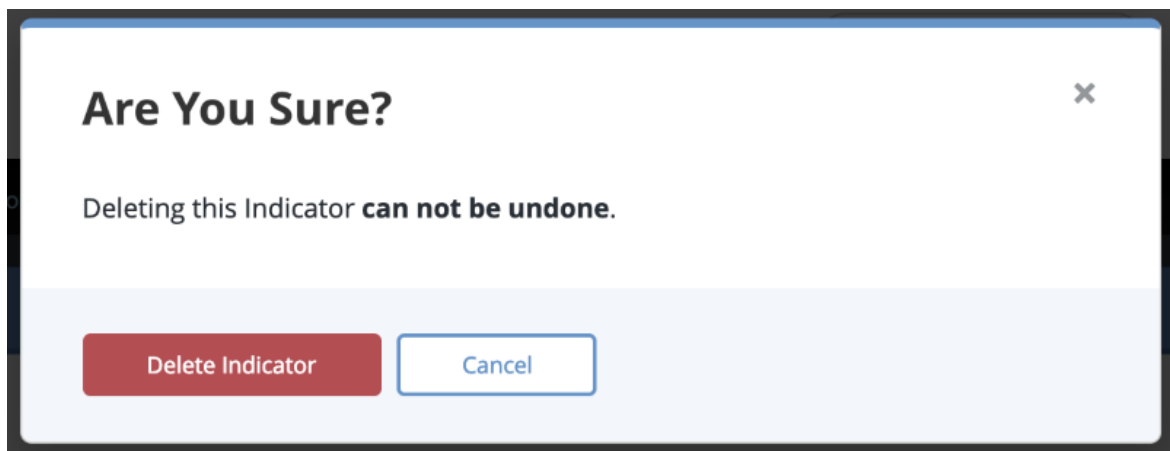 Are You Sure?
Deleting this Indicator can not be undone.
Delete Indicator
Cancel